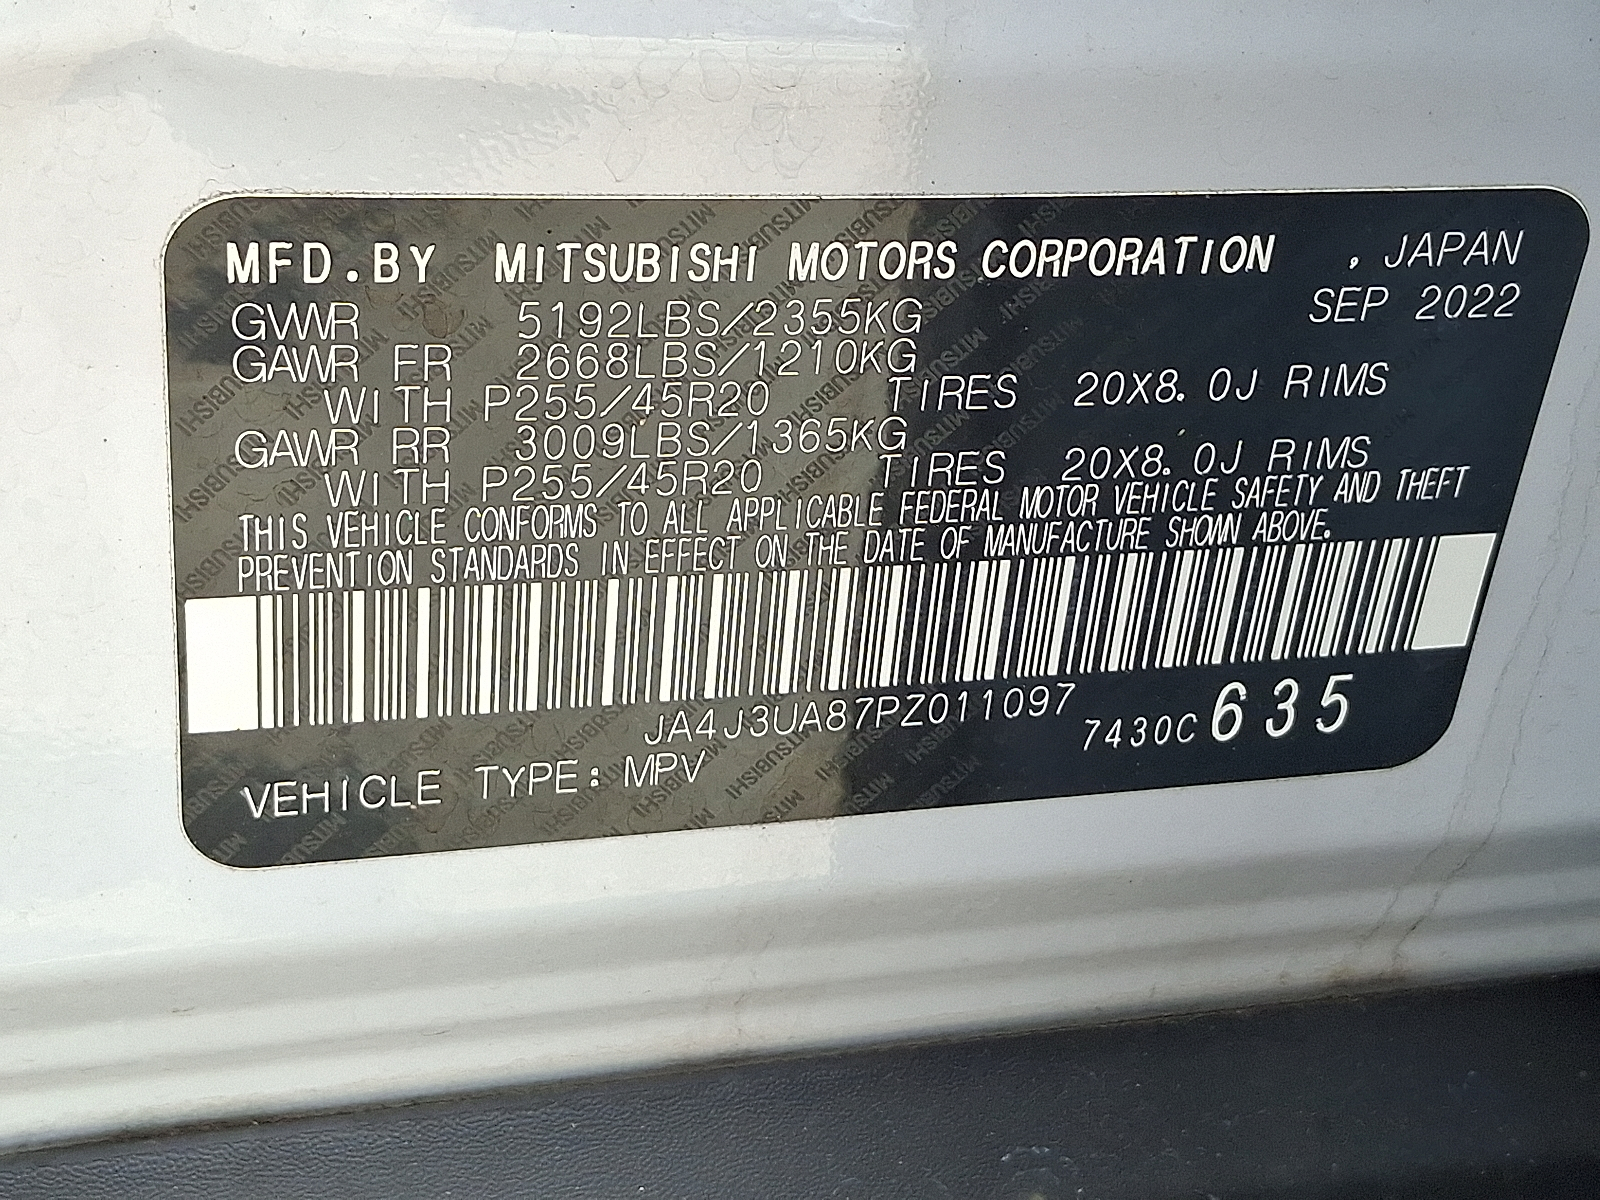 MFD.BY MITSUBISHI MOTORS CORPORATION , JAPAN
GVWR 5192LBS/2355KG SEP 2022
GAWR FR 2668LBS/1210KG
WITH P255/45R20 TIRES 20X8.0J RIMS
GAWR RR 3009LBS/1365KG
WITH P255/45R20 TIRES 20X8.0J RIMS
THIS VEHICLE CONFORMS TO ALL APPLICABLE FEDERAL MOTOR VEHICLE SAFETY AND THEFT
PREVENTION STANDARDS IN EFFECT ON THE DATE OF MANUFACTURE SHOWN ABOVE.
JA4J3UA87PZ011097 7430C 635
VEHICLE TYPE: MPV